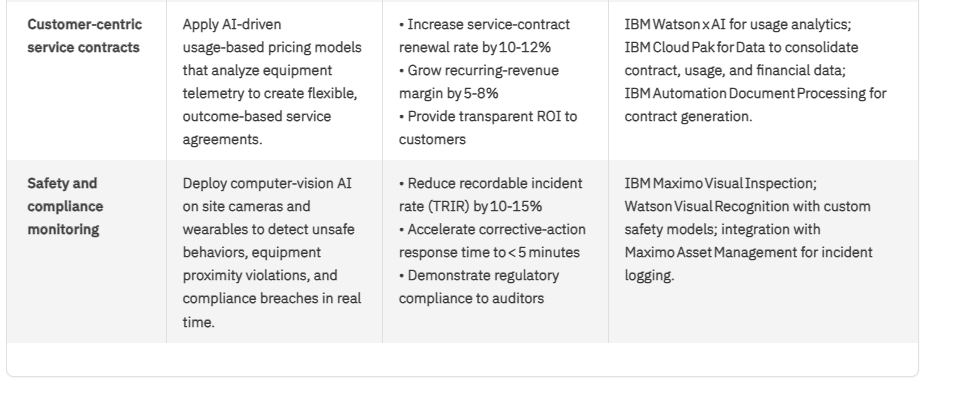 Customer-centric
service contracts
Apply AI-driven
usage-based pricing models
that analyze equipment
telemetry to create flexible,
outcome-based service
agreements.
• Increase service-contract
renewal rate by 10-12%
• Grow recurring-revenue
margin by 5-8%
• Provide transparent ROI to
customers
IBM WatsonxAI for usage analytics;
IBM Cloud Pak for Data to consolidate
contract, usage, and financial data;
IBM Automation Document Processing for
contract generation.
Safety and
compliance
monitoring
Deploy computer-vision AI
on site cameras and
wearables to detect unsafe
behaviors, equipment
proximity violations, and
compliance breaches in real
time.
• Reduce recordable incident
rate (TRIR) by 10-15%
• Accelerate corrective-action
response time to < 5 minutes
• Demonstrate regulatory
compliance to auditors
IBM Maximo Visual Inspection;
Watson Visual Recognition with custom
safety models; integration with
Maximo Asset Management for incident
logging.